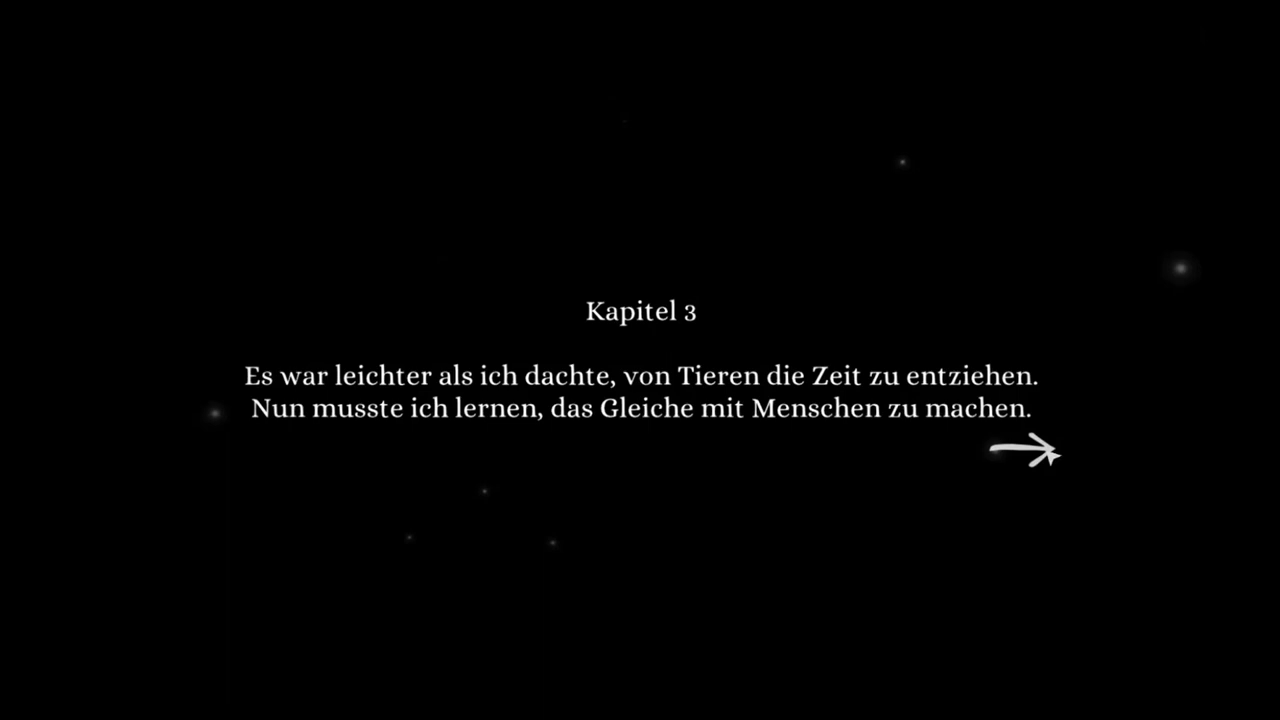 Kapitel 3
Es war leichter als ich dachte, von Tieren die Zeit zu entziehen.
Nun musste ich lernen, das Gleiche mit Menschen zu machen.